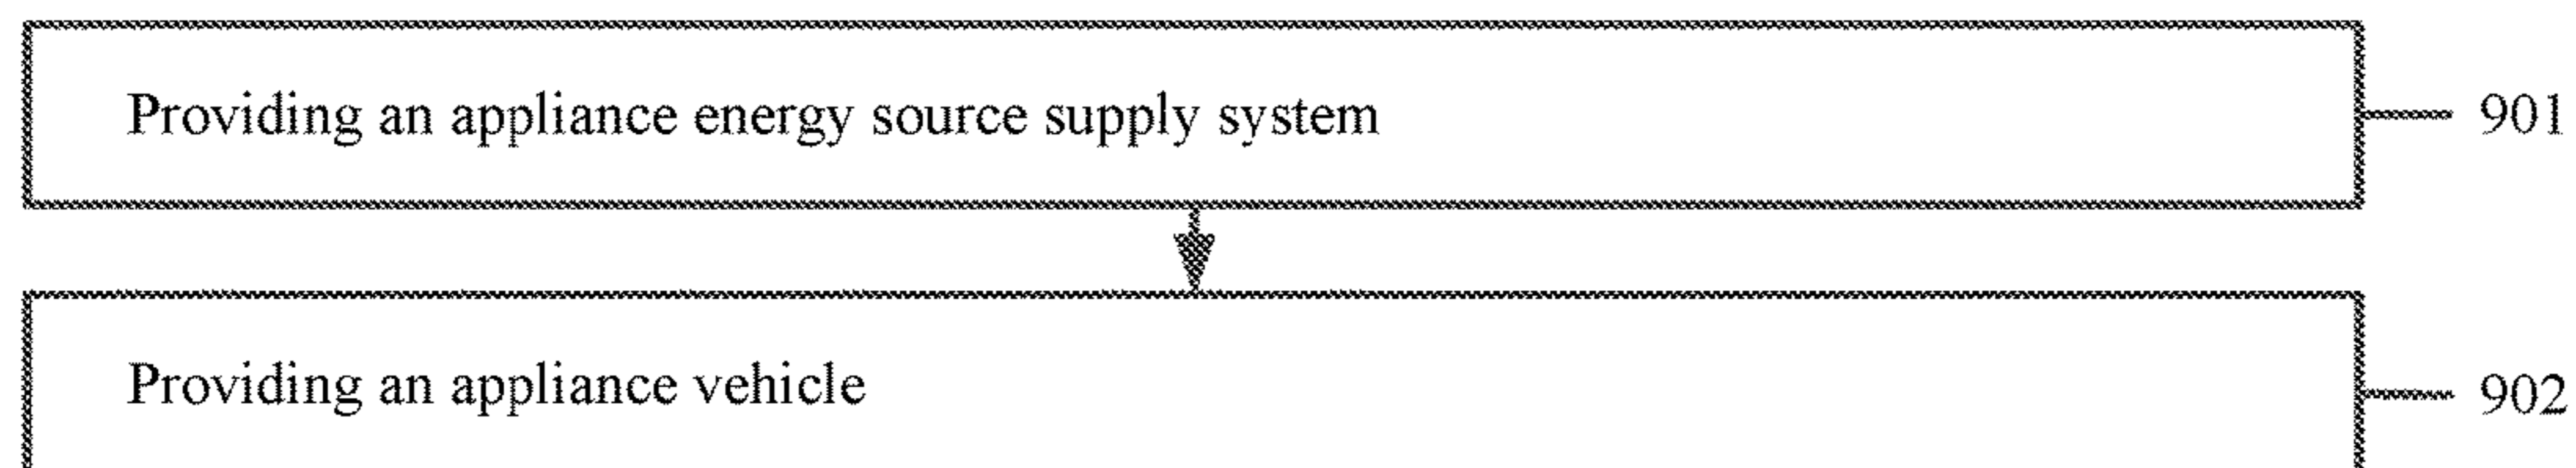 Providing an appliance energy source supply system 901
Providing an appliance vehicle 902